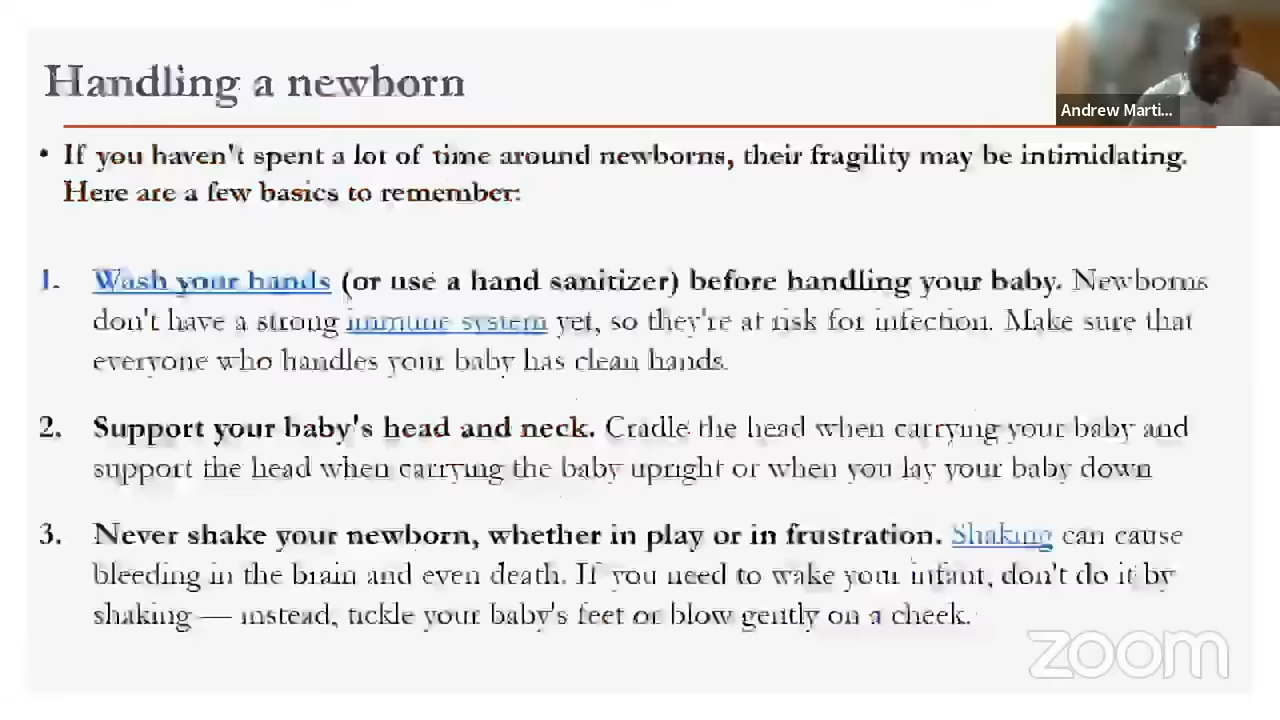 Handling a newborn
Andrew Marti...
• If you haven't spent a lot of time around newborns, their fragility may be intimidating.
Here are a few basics to remember:
1. Wash your hands (or use a hand sanitizer) before handling your baby. Newborns
don't have a strong immune system yet, so they're at risk for infection. Make sure that
everyone who handles your baby has clean hands.
2. Support your baby's head and neck. Cradle the head when carrying your baby and
support the head when carrying the baby upright or when you lay your baby down
3. Never shake your newborn, whether in play or in frustration. Shaking can cause
bleeding in the brain and even death. If you need to wake your infant, don't do it by
shaking — instead, tickle your baby's feet or blow gently on a cheek.
zoom